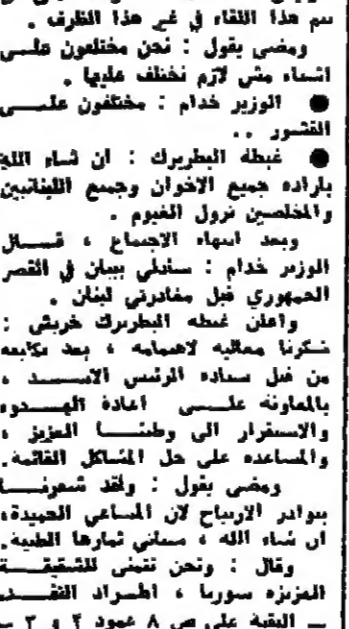 يتم هذا اللقاء في غير هذا الظرف .
ومضى يقول : نحن مختلفون على
اشياء مش لازم نختلف عليها .
● الوزير خدام : مختلفون على
القشور ..
● غبطة البطريرك : ان شاء الله
بارادة جميع الاخوان وجميع اللبنانيين
والمخلصين تزول الغيوم .
وبعد انتهاء الاجتماع ، قال
الوزير خدام : سأدلي ببيان في القصر
الجمهوري قبل مغادرتي لبنان .
واعلن غبطة البطريرك خريش :
شكرنا معاليه لاهتمامه ، بعد تكليفه
من قبل سيادة الرئيس الاسد ،
بالمعاونة على اعادة الهدوء
والاستقرار الى وطننا العزيز ،
والمساعدة على حل المشاكل القائمة.
ومضى يقول : ولقد شعرنا
ببوادر الارتياح لان المساعي الحميدة،
ان شاء الله ، ستاتي ثمارها الطيبة.
وقال : ونحن نتمنى للشقيقة
العزيزة سوريا ، اطراد التقدم
ـ البقية على ص ٨ عمود ٢ و ٣ ـ